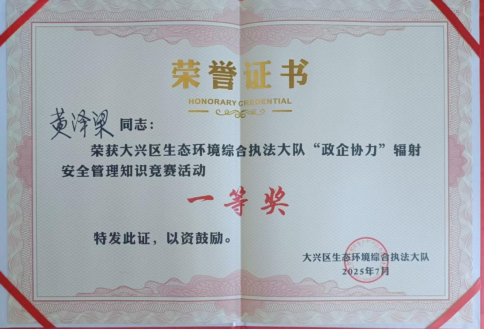 荣誉证书
HONORARY CREDENTIAL
黄泽梁 同志：
荣获大兴区生态环境综合执法大队“政企协力”辐射
安全管理知识竞赛活动
一等奖
特发此证，以资鼓励。
大兴区生态环境综合执法大队
2025年7月